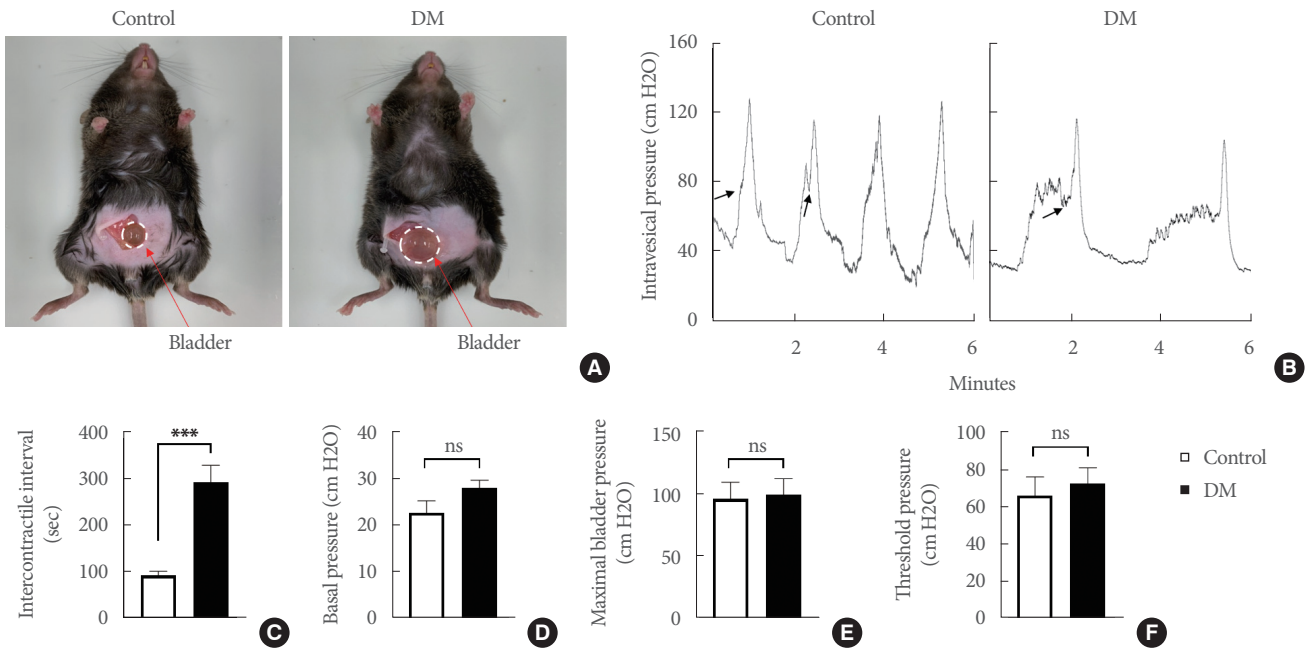 Control
DM
Bladder
Bladder
A
Control
DM
Intravesical pressure (cm H2O)
160
120
80
40
0
2
4
6
2
4
6
Minutes
B
Intercontractile interval
(sec)
400
300
200
100
0
***
C
Basal pressure (cm H2O)
40
30
20
10
0
ns
D
Maximal bladder pressure
(cm H2O)
150
100
50
0
ns
E
Threshold pressure
(cm H2O)
100
80
60
40
20
0
ns
Control
DM
F